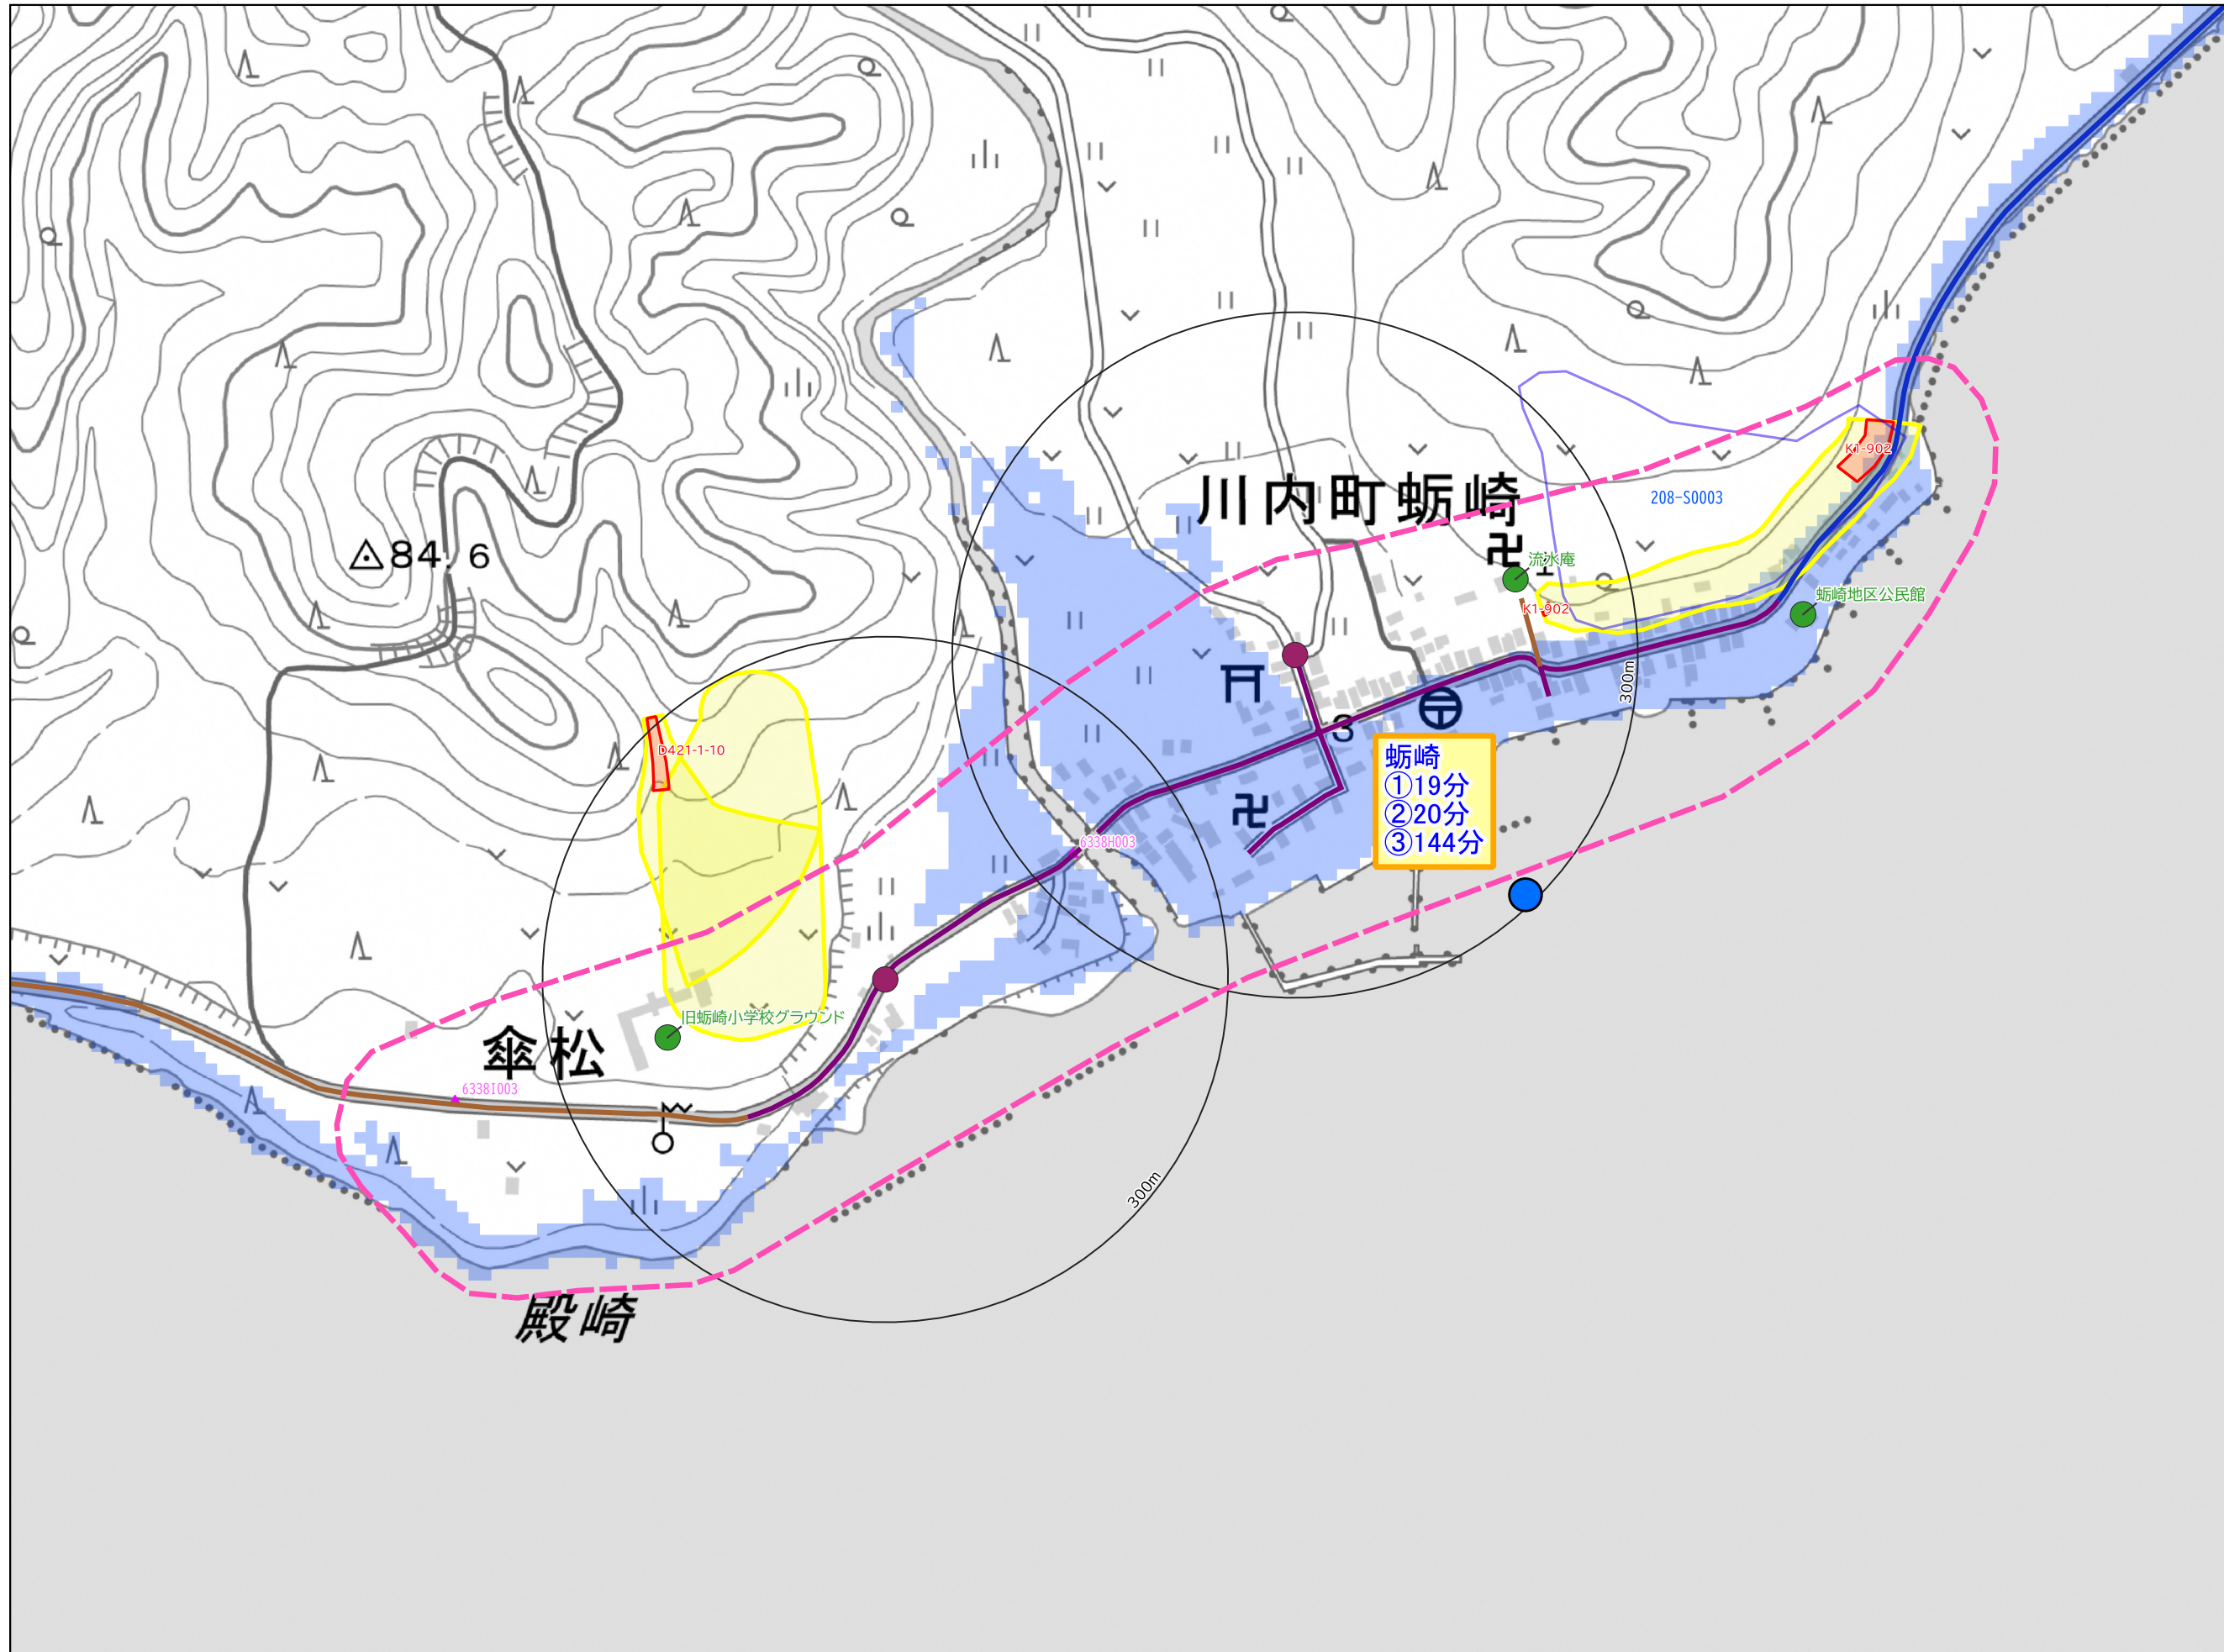 川内町蛎崎
208-S0003
K1-902
流水庵
K1-902
蛎崎地区公民館
84.6
300m
3
D421-1-10
蛎崎
①19分
②20分
③144分
6338H003
旧蛎崎小学校グラウンド
傘松
6338I003
300m
殿崎